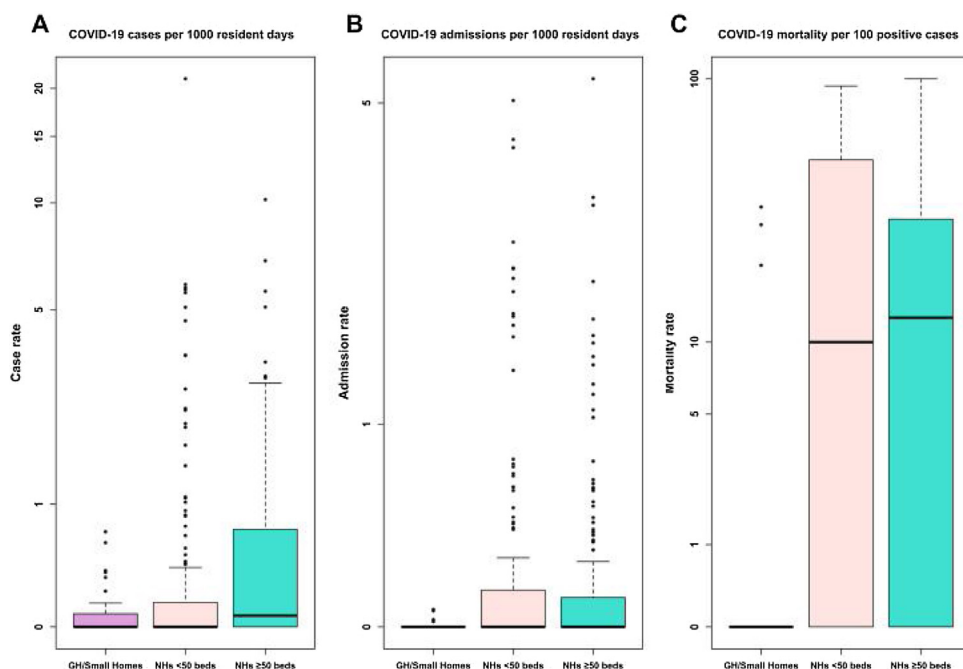 A
COVID-19 cases per 1000 resident days
Case rate
20
15
10
5
1
0
GH/Small Homes
NHs <50 beds
NHs ≥50 beds
B
COVID-19 admissions per 1000 resident days
Admission rate
5
1
0
GH/Small Homes
NHs <50 beds
NHs ≥50 beds
C
COVID-19 mortality per 100 positive cases
Mortality rate
100
10
5
1
0
GH/Small Homes
NHs <50 beds
NHs ≥50 beds